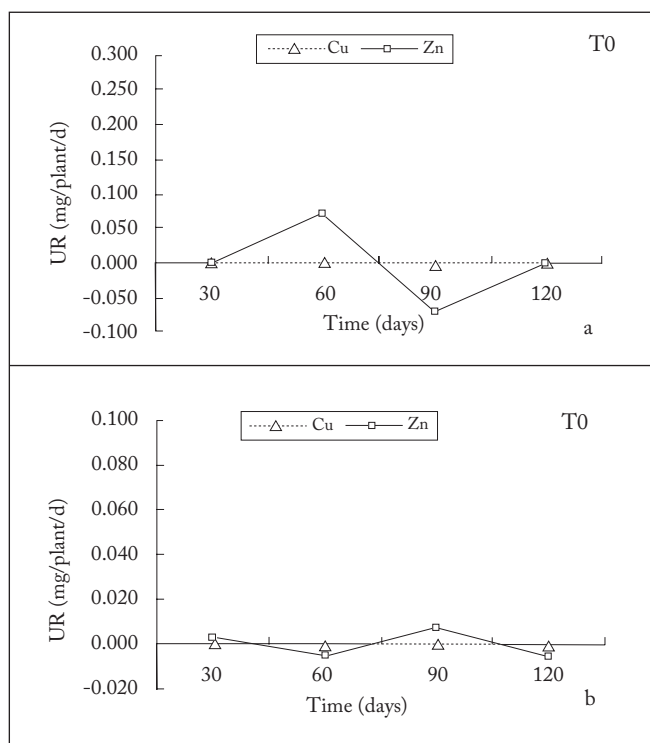 T0
Cu Zn
0.300
0.250
0.200
0.150
0.100
0.050
0.000
-0.050
-0.100
UR (mg/plant/d)
30 60 90 120
Time (days)
a
T0
Cu Zn
0.100
0.080
0.060
0.040
0.020
0.000
-0.020
UR (mg/plant/d)
30 60 90 120
Time (days)
b